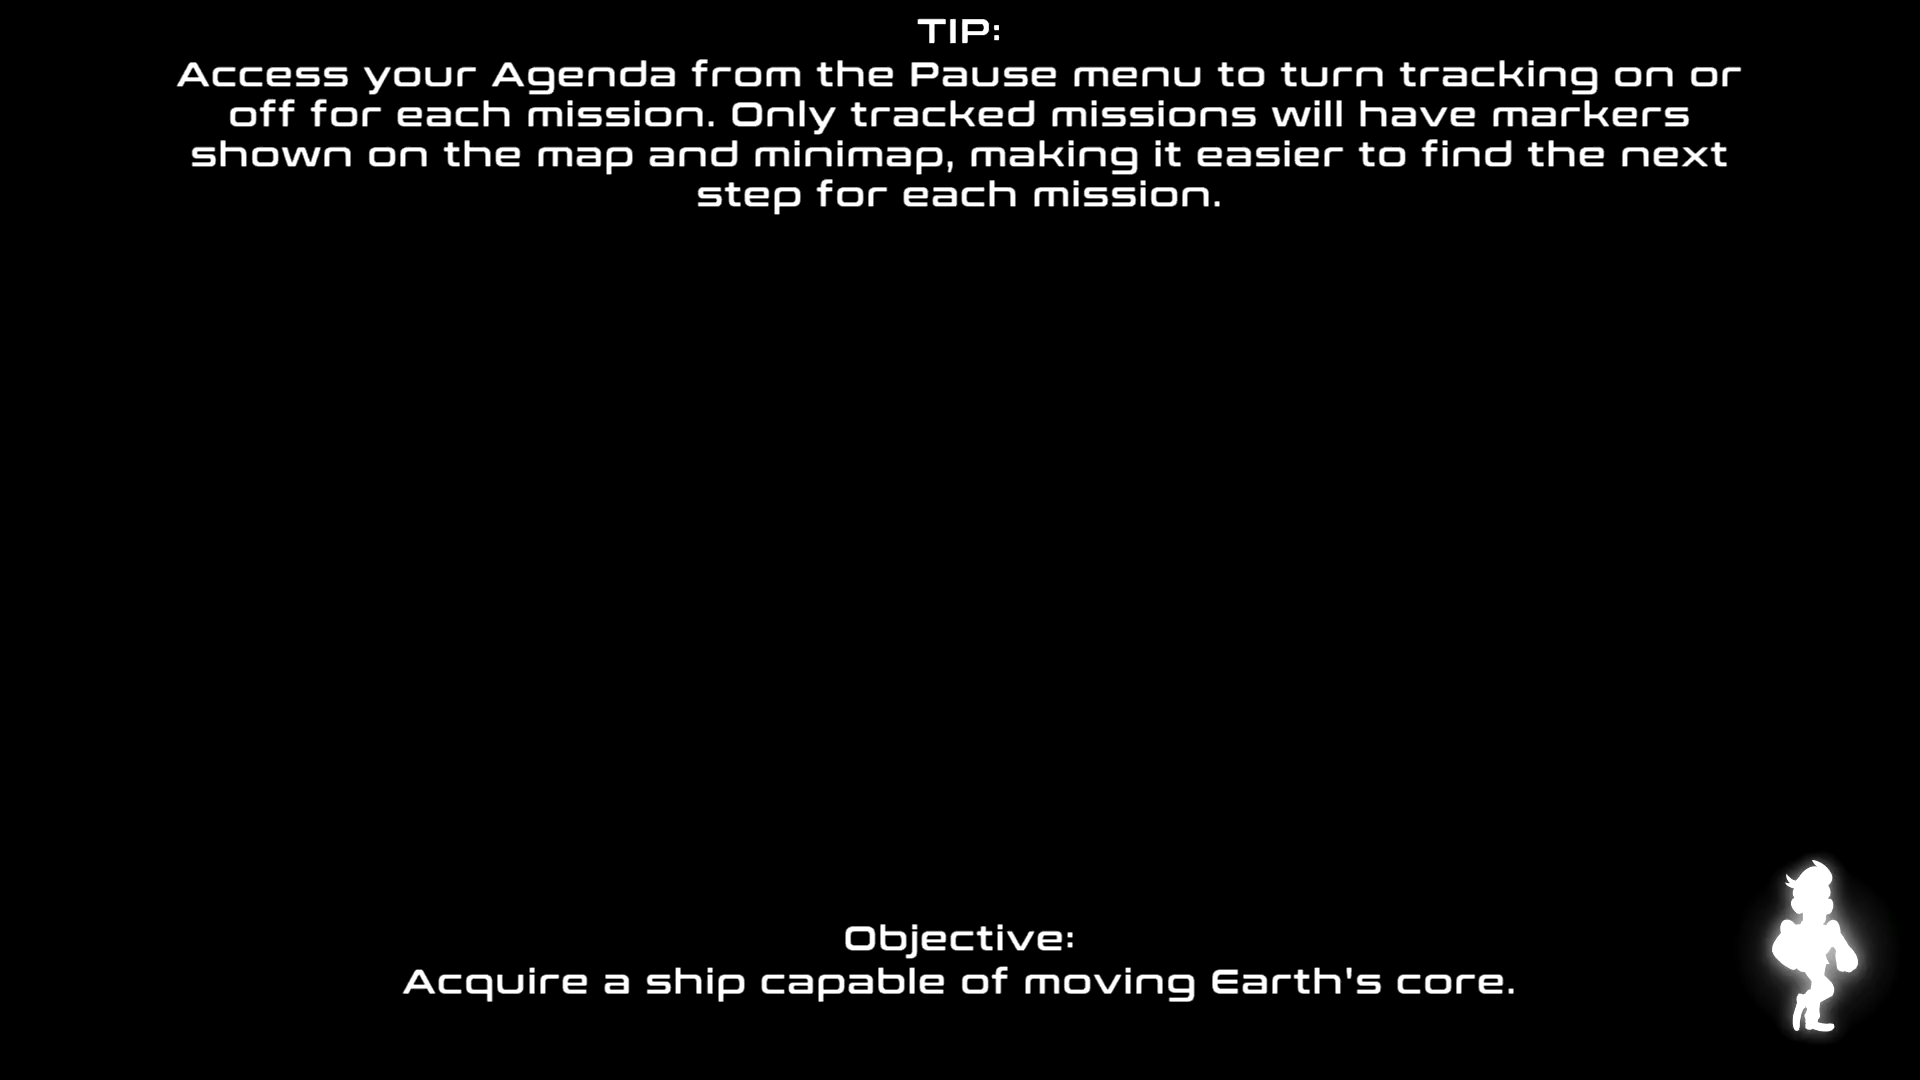 TIP:
Access your Agenda from the Pause menu to turn tracking on or
off for each mission. Only tracked missions will have markers
shown on the map and minimap, making it easier to find the next
step for each mission.
Objective:
Acquire a ship capable of moving Earth's core.